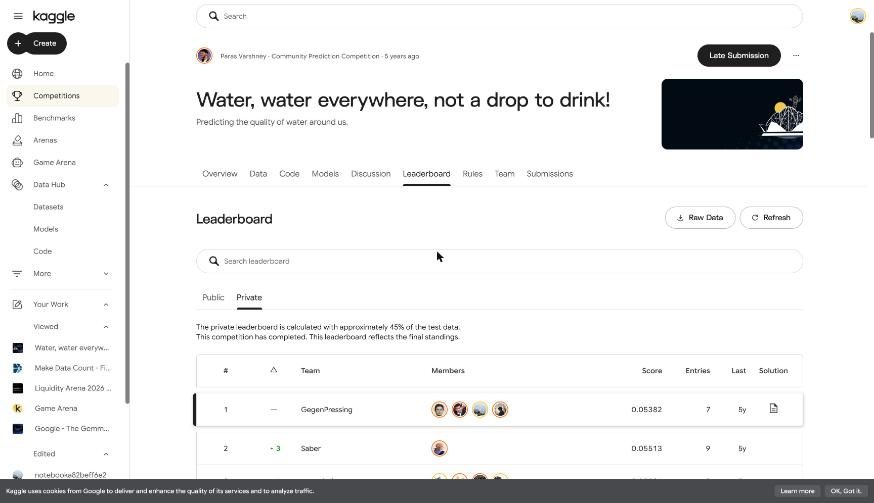 kaggle
Search
Create
Paras Varshney · Community Prediction Competition · 5 years ago
Late Submission
...
Home
Competitions
Benchmarks
Arenas
Game Arena
Data Hub
Datasets
Models
Code
More
Your Work
Viewed
Water, water everyw...
Make Data Count - Fi...
Liquidity Arena 2026 ...
Game Arena
Google - The Gemm...
Edited
notebooka82beff6e2
Water, water everywhere, not a drop to drink!
Predicting the quality of water around us.
Overview Data Code Models Discussion Leaderboard Rules Team Submissions
Leaderboard
Raw Data
Refresh
Search leaderboard
Public Private
The private leaderboard is calculated with approximately 45% of the test data.
This competition has completed. This leaderboard reflects the final standings.
# △ Team Members Score Entries Last Solution
1 — GegenPressing 0.05382 7 5y
2 3 Saber 0.05513 9 5y
Kaggle uses cookies from Google to deliver and enhance the quality of its services and to analyze traffic.
Learn more
OK, Got it.